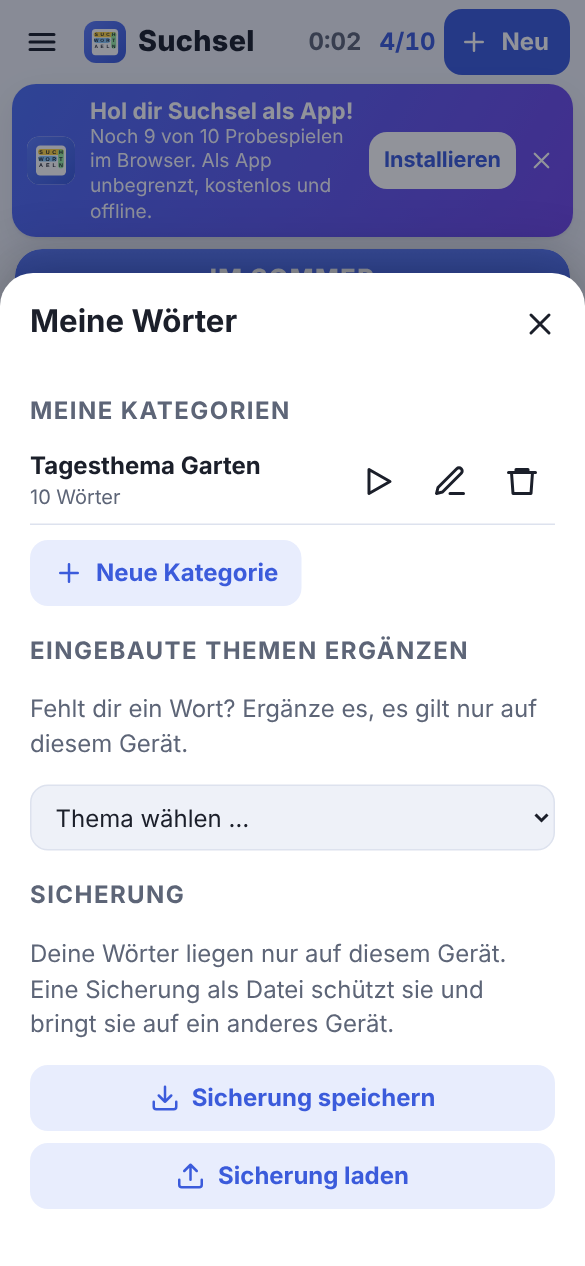 Suchsel
0:02
4/10
Neu
Hol dir Suchsel als App!
Noch 9 von 10 Probespielen
im Browser. Als App
unbegrenzt, kostenlos und
offline.
Installieren
IM SOMMER
Meine Wörter
MEINE KATEGORIEN
Tagesthema Garten
10 Wörter
Neue Kategorie
EINGEBAUTE THEMEN ERGÄNZEN
Fehlt dir ein Wort? Ergänze es, es gilt nur auf
diesem Gerät.
Thema wählen ...
SICHERUNG
Deine Wörter liegen nur auf diesem Gerät.
Eine Sicherung als Datei schützt sie und
bringt sie auf ein anderes Gerät.
Sicherung speichern
Sicherung laden